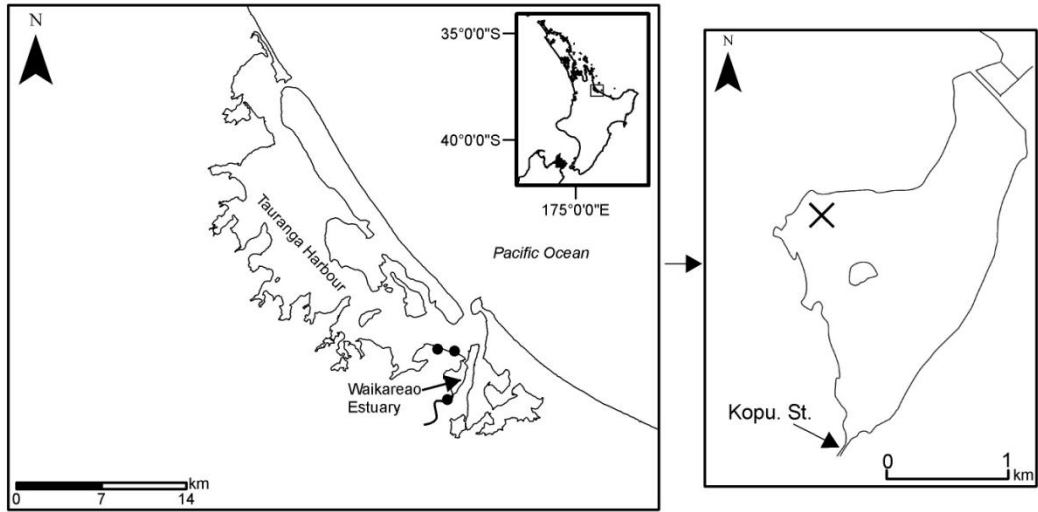 N
35°0'0"S
40°0'0"S
175°0'0"E
Tauranga Harbour
Pacific Ocean
Waikareao
Estuary
km
0 7 14
N
Kopu. St.
0 1
km